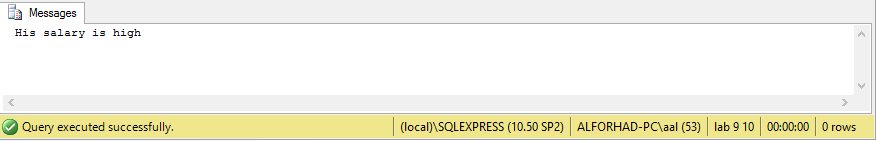 Messages
His salary is high
Query executed successfully.
(local)\SQLEXPRESS (10.50 SP2)
ALFORHAD-PC\aal (53)
lab 9 10
00:00:00
0 rows